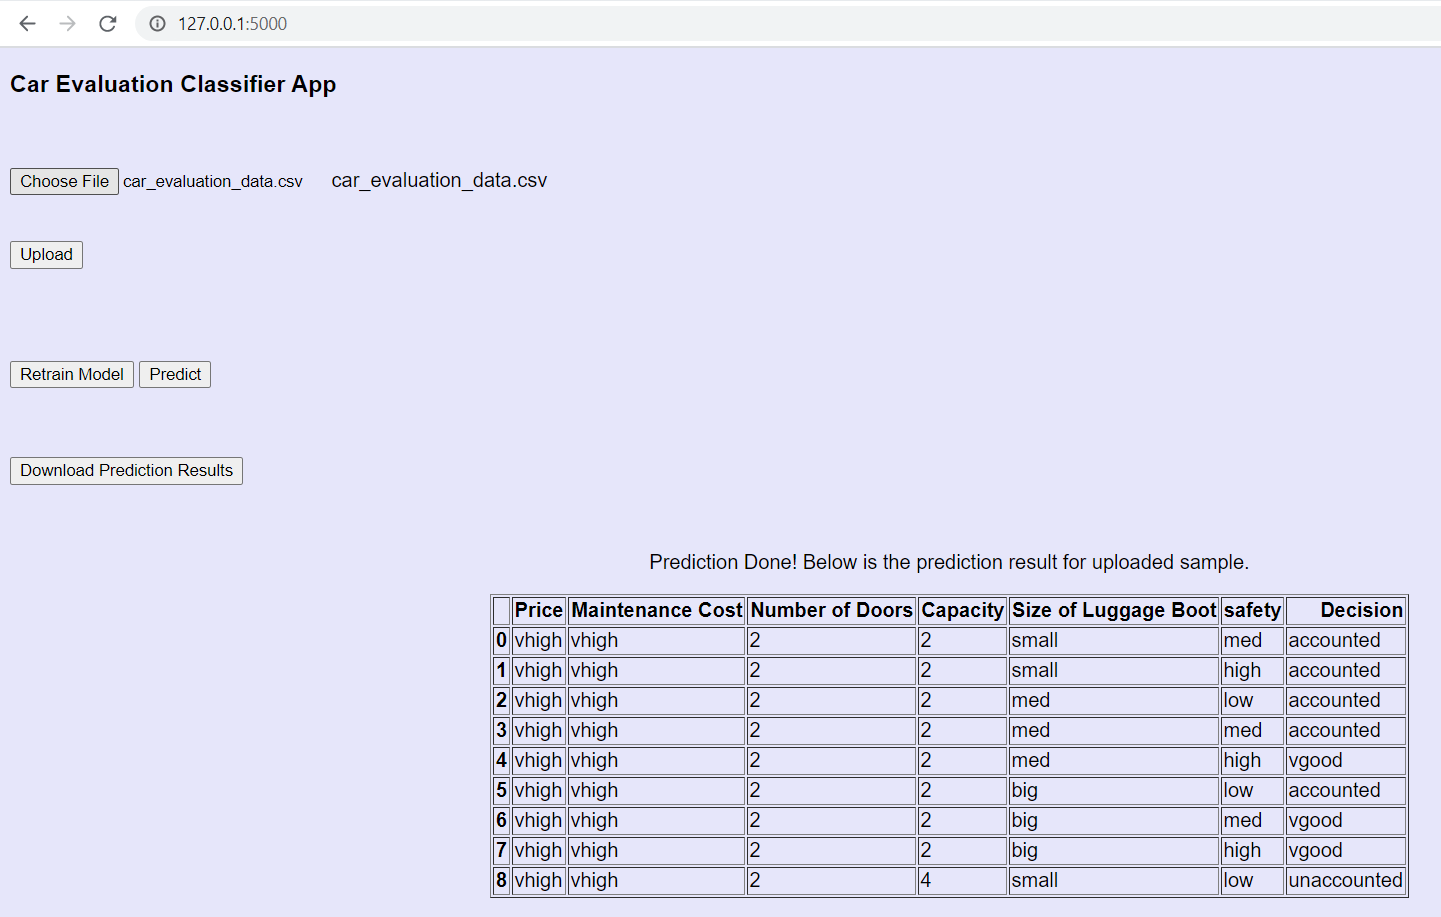 127.0.0.1:5000
Car Evaluation Classifier App
Choose File car_evaluation_data.csv car_evaluation_data.csv
Upload
Retrain Model Predict
Download Prediction Results
Prediction Done! Below is the prediction result for uploaded sample.
Price Maintenance Cost Number of Doors Capacity Size of Luggage Boot safety Decision
0 vhigh vhigh 2 2 small med accounted
1 vhigh vhigh 2 2 small high accounted
2 vhigh vhigh 2 2 med low accounted
3 vhigh vhigh 2 2 med med accounted
4 vhigh vhigh 2 2 med high vgood
5 vhigh vhigh 2 2 big low accounted
6 vhigh vhigh 2 2 big med vgood
7 vhigh vhigh 2 2 big high vgood
8 vhigh vhigh 2 4 small low unaccounted